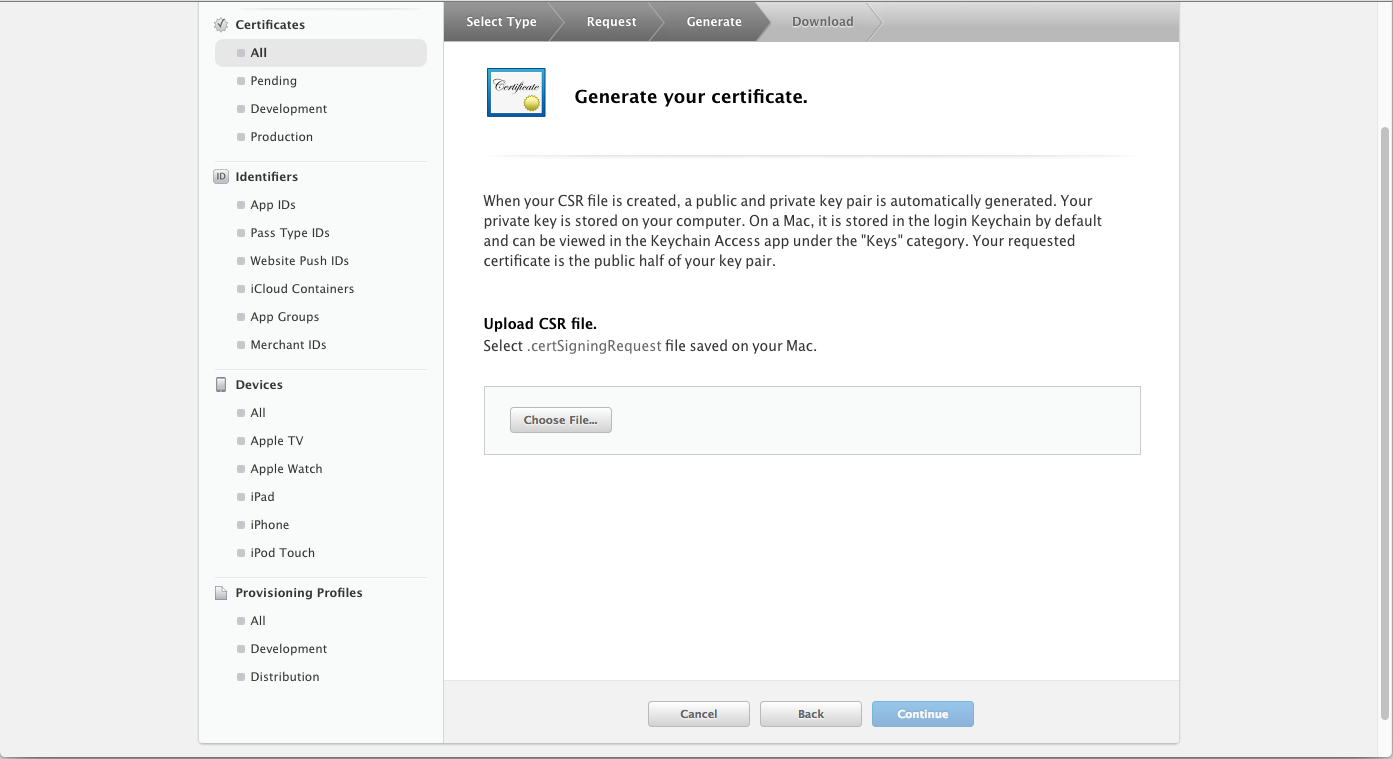 Certificates
All
Pending
Development
Production
ID Identifiers
App IDs
Pass Type IDs
Website Push IDs
iCloud Containers
App Groups
Merchant IDs
Devices
All
Apple TV
Apple Watch
iPad
iPhone
iPod Touch
Provisioning Profiles
All
Development
Distribution
Select Type Request Generate Download
Certificate
Generate your certificate.
When your CSR file is created, a public and private key pair is automatically generated. Your
private key is stored on your computer. On a Mac, it is stored in the login Keychain by default
and can be viewed in the Keychain Access app under the "Keys" category. Your requested
certificate is the public half of your key pair.
Upload CSR file.
Select .certSigningRequest file saved on your Mac.
Choose File...
Cancel Back Continue